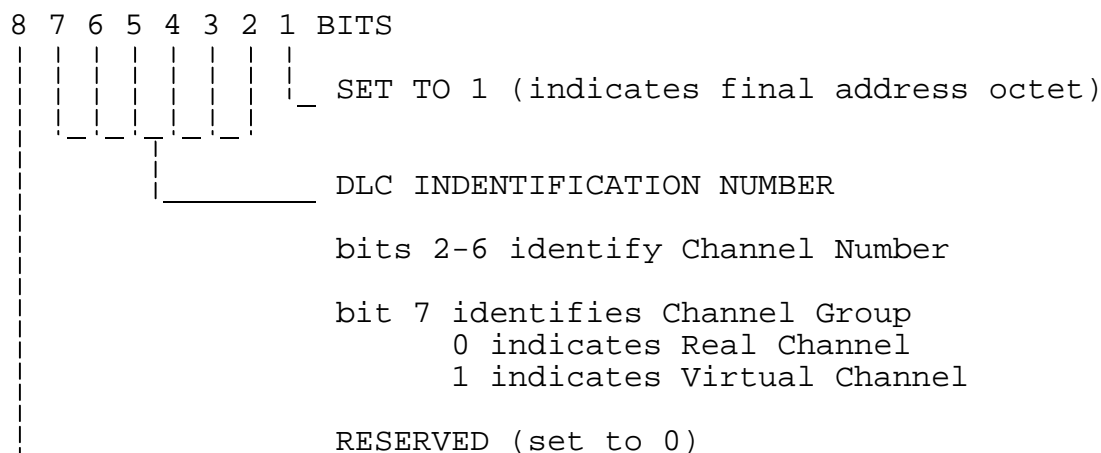 8 7 6 5 4 3 2 1 BITS
SET TO 1 (indicates final address octet)
DLC INDENTIFICATION NUMBER
bits 2-6 identify Channel Number
bit 7 identifies Channel Group
0 indicates Real Channel
1 indicates Virtual Channel
RESERVED (set to 0)